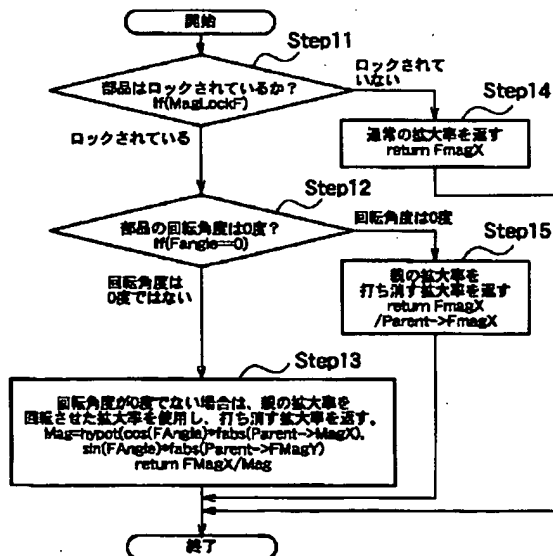 開始
Step11
部品はロックされているか？
if(MagLockF)
ロックされて
いない
Step14
通常の拡大率を返す
return FmagX
ロックされている
Step12
部品の回転角度は0度？
if(Fangle==0)
回転角度は0度
Step15
親の拡大率を
打ち消す拡大率を返す
return FmagX
/Parent->FmagX
回転角度は
0度ではない
Step13
回転角度が0度でない場合は、親の拡大率を
回転させた拡大率を使用し、打ち消す拡大率を返す。
Mag=hypot(cos(FAngle)*fabs(Parent->MagX),
sin(FAngle)*fabs(Parent->FMagY)
return FMagX/Mag
終了